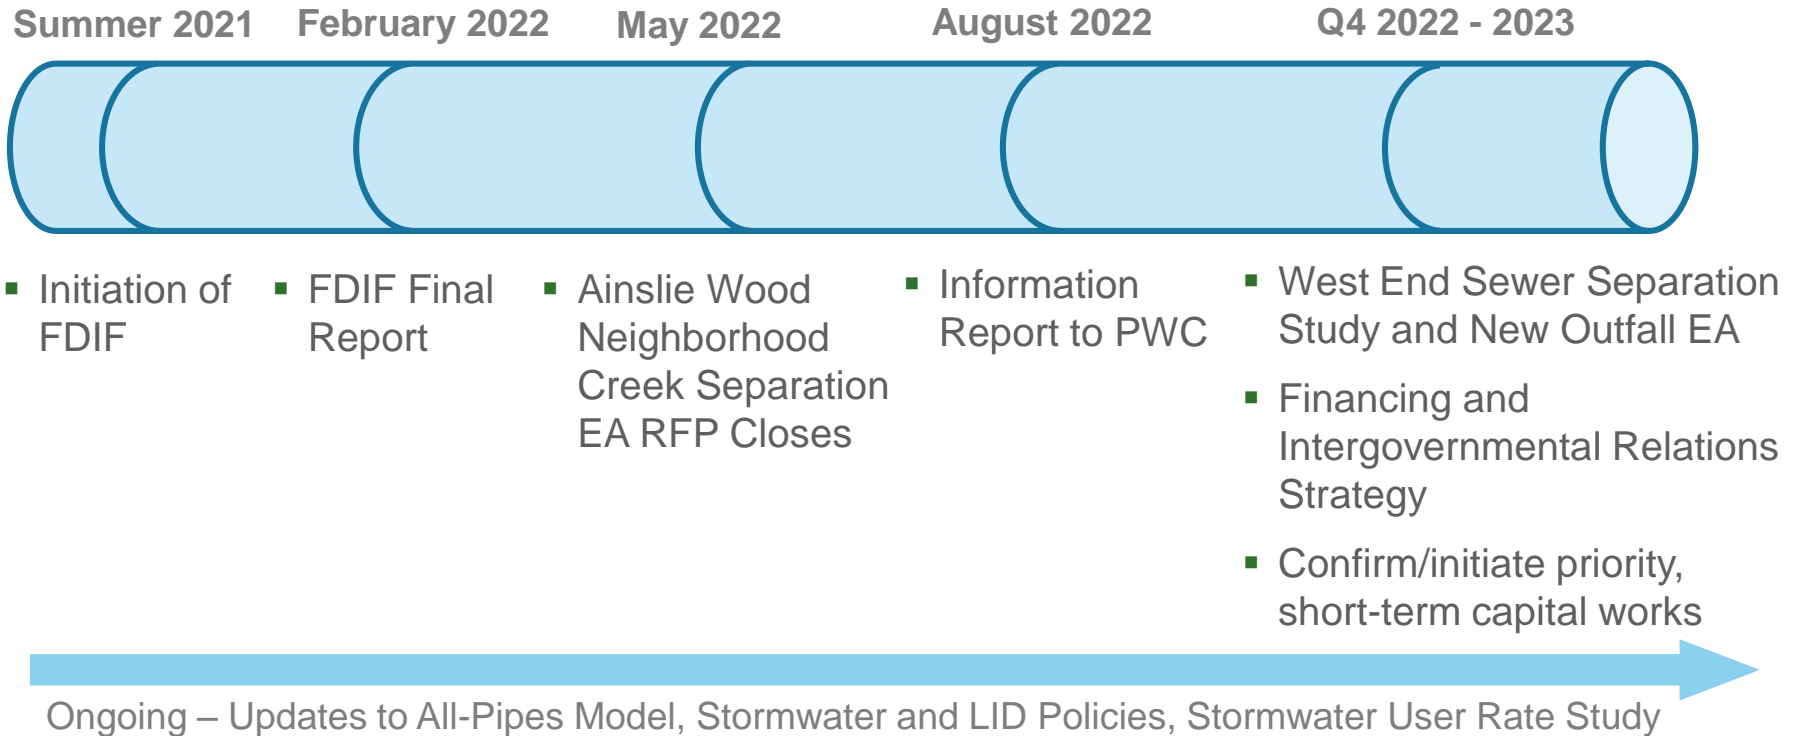 Summer 2021
February 2022
May 2022
August 2022
Q4 2022 - 2023
▪ Initiation of
FDIF
▪ FDIF Final
Report
▪ Ainslie Wood
Neighborhood
Creek Separation
EA RFP Closes
▪ Information
Report to PWC
▪ West End Sewer Separation
Study and New Outfall EA
▪ Financing and
Intergovernmental Relations
Strategy
▪ Confirm/initiate priority,
short-term capital works
Ongoing – Updates to All-Pipes Model, Stormwater and LID Policies, Stormwater User Rate Study